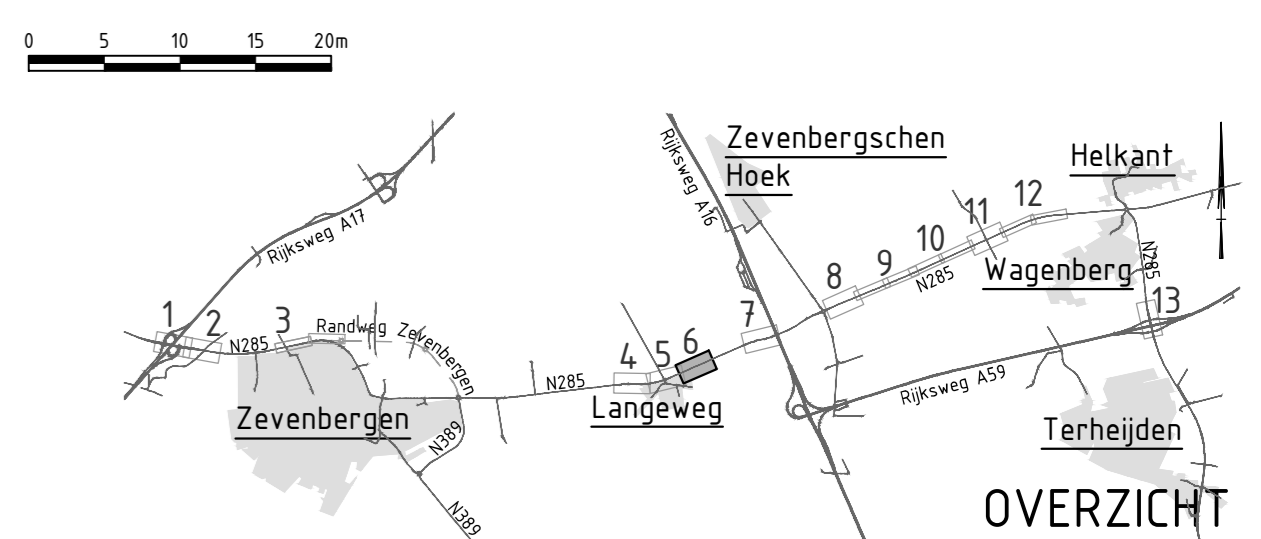 0 5 10 15 20m
Zevenbergschen
Hoek
Helkant
Rijksweg A16
Rijksweg A17
12
11
10
9
8
N285
Wagenberg
N285
13
1
2
3
N285
Randweg Zevenbergen
7
6
5
4
N285
Langeweg
Rijksweg A59
Zevenbergen
N389
Terheijden
N389
OVERZICHT